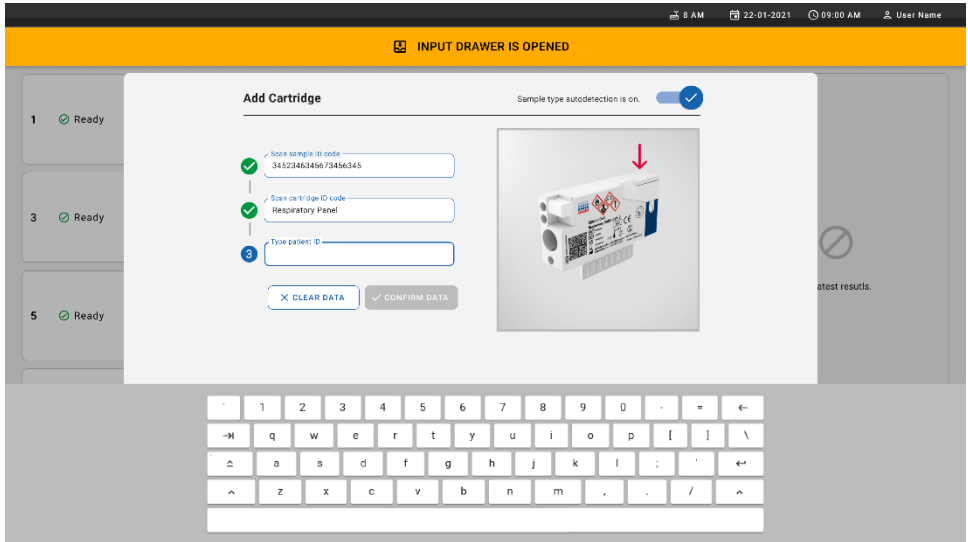 8 AM 22-01-2021 09:00 AM User Name
INPUT DRAWER IS OPENED
Add Cartridge
Sample type autodetection is on.
1 Ready
3 Ready
5 Ready
Scan sample ID code
3452346345673456345
Scan cartridge ID code
Respiratory Panel
Type patient ID
3
CLEAR DATA
CONFIRM DATA
atest resutls.
` 1 2 3 4 5 6 7 8 9 0 - =
q w e r t y u i o p [ ] \
a s d f g h j k l ; '
z x c v b n m , . /